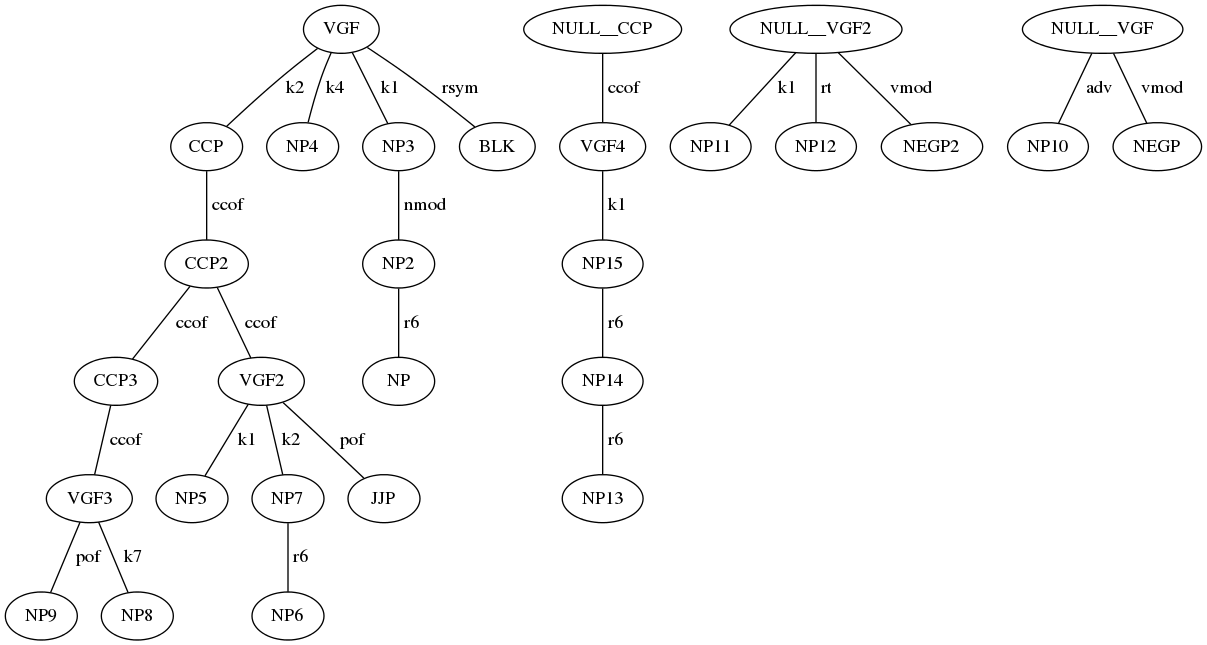 VGF NULL__CCP NULL__VGF2 NULL__VGF
k2 k4 k1 rsym ccof k1 rt vmod adv vmod
CCP NP4 NP3 BLK VGF4 NP11 NP12 NEGP2 NP10 NEGP
ccof nmod k1
CCP2 NP2 NP15
ccof ccof r6 r6
CCP3 VGF2 NP NP14
ccof k1 k2 pof r6
VGF3 NP5 NP7 JJP NP13
pof k7 r6
NP9 NP8 NP6